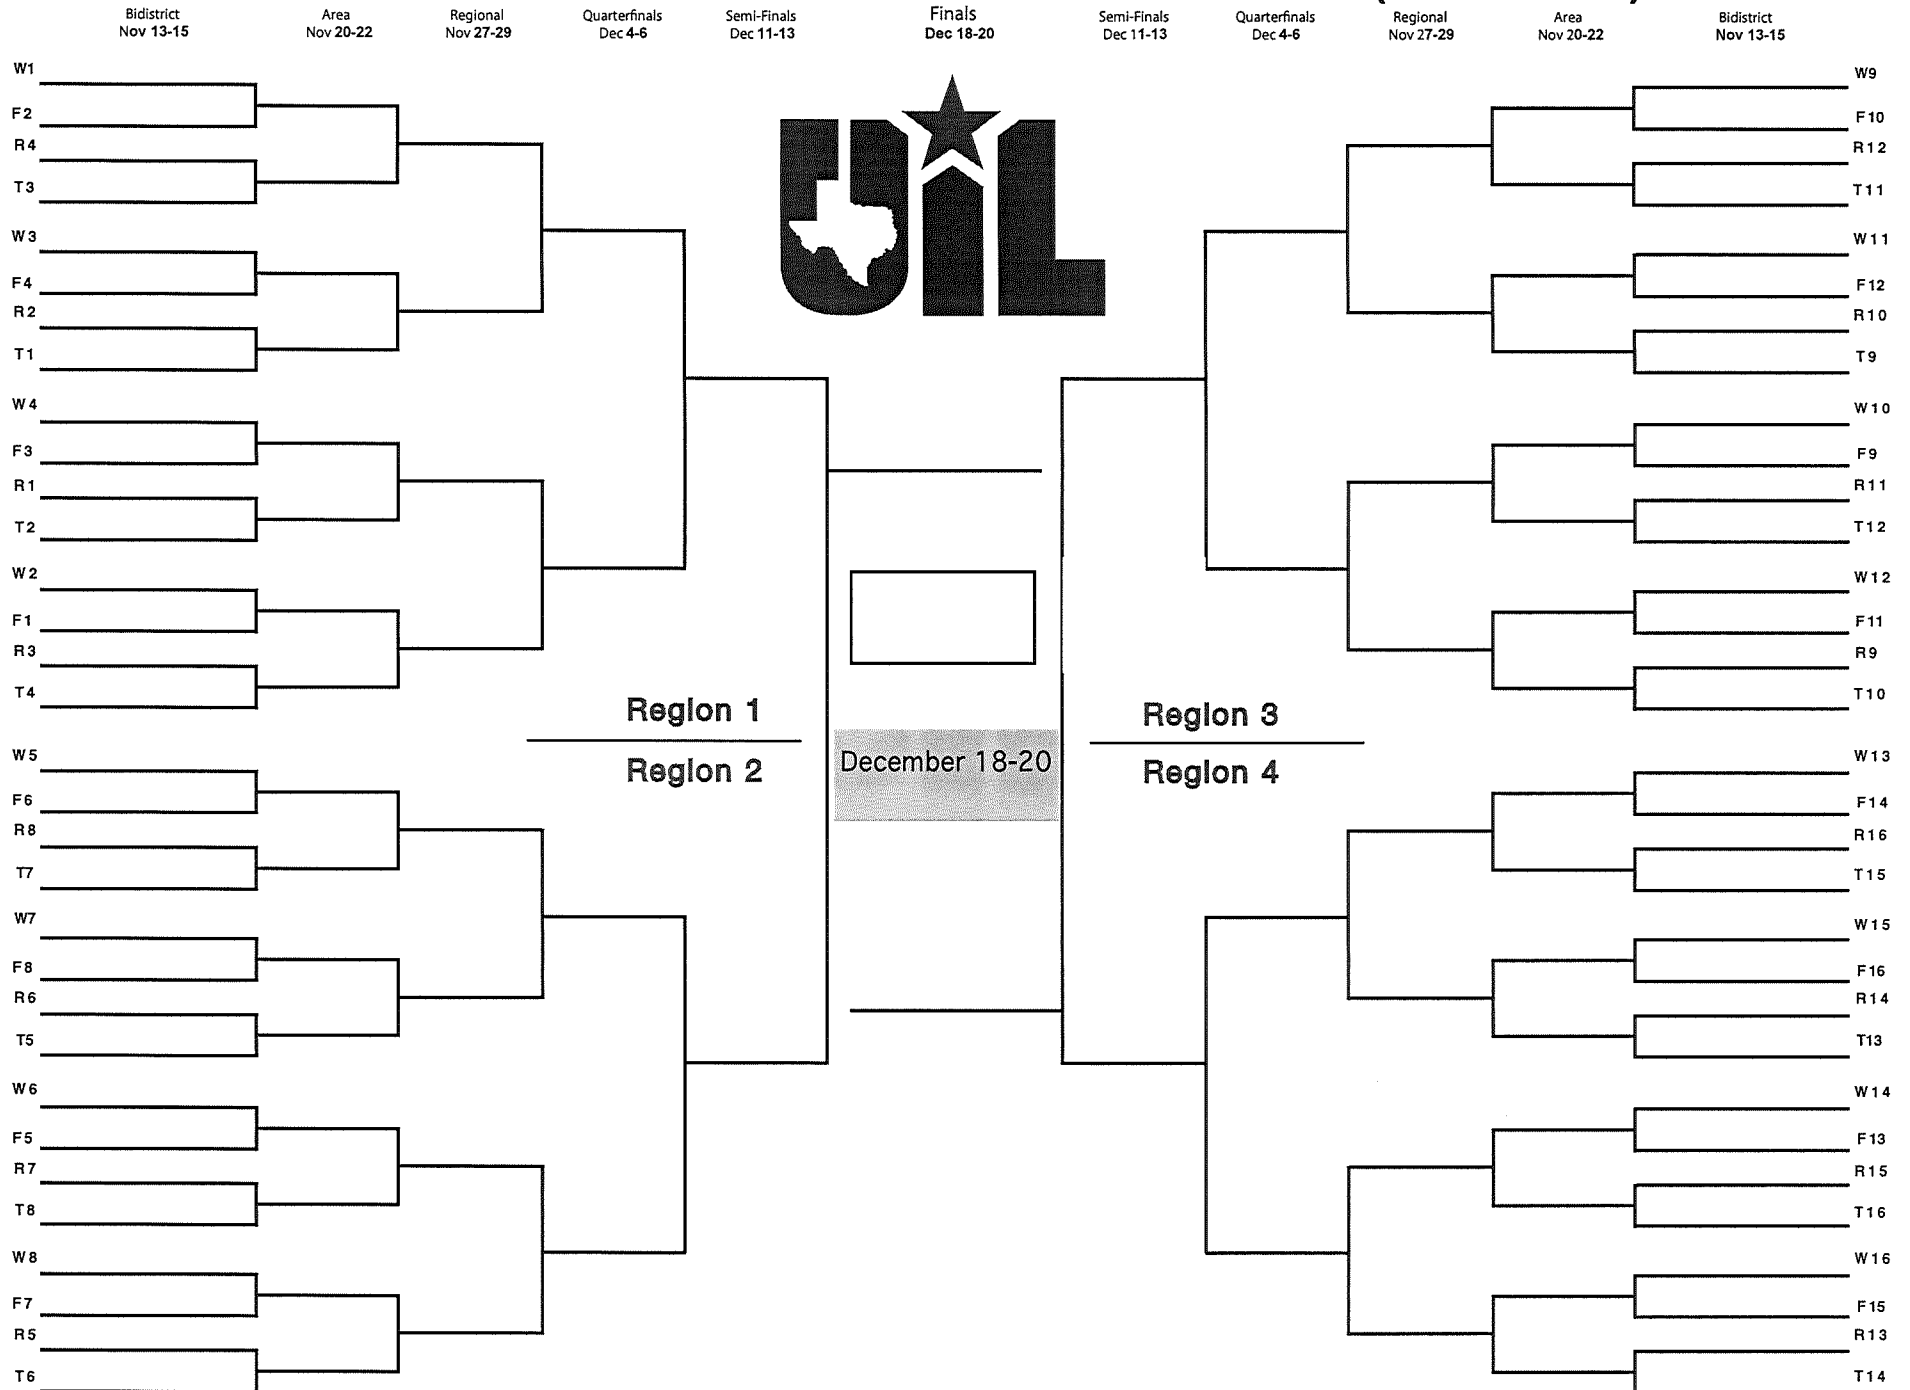 Bidistrict
Nov 13-15
Area
Nov 20-22
Regional
Nov 27-29
Quarterfinals
Dec 4-6
Semi-Finals
Dec 11-13
Finals
Dec 18-20
Semi-Finals
Dec 11-13
Quarterfinals
Dec 4-6
Regional
Nov 27-29
Area
Nov 20-22
Bidistrict
Nov 13-15
W1
F2
R4
T3
W3
F4
R2
T1
W4
F3
R1
T2
W2
F1
R3
T4
W5
F6
R8
T7
W7
F8
R6
T5
W6
F5
R7
T8
W8
F7
R5
T6
UIL
Region 1
Region 2
December 18-20
Region 3
Region 4
W9
F10
R12
T11
W11
F12
R10
T9
W10
F9
R11
T12
W12
F11
R9
T10
W13
F14
R16
T15
W15
F16
R14
T13
W14
F13
R15
T16
W16
F15
R13
T14